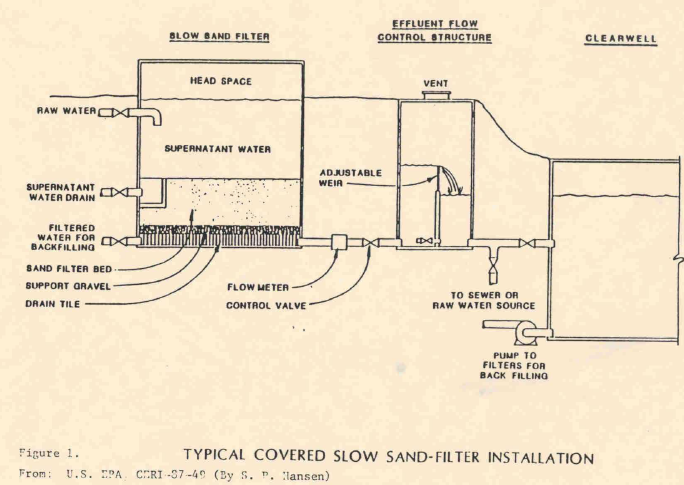 SLOW SAND FILTER
EFFLUENT FLOW
CONTROL STRUCTURE
CLEARWELL
HEAD SPACE
VENT
RAW WATER
SUPERNATANT WATER
ADJUSTABLE
WEIR
SUPERNATANT
WATER DRAIN
FILTERED
WATER FOR
BACKFILLING
SAND FILTER BED
SUPPORT GRAVEL
DRAIN TILE
FLOW METER
CONTROL VALVE
TO SEWER OR
RAW WATER SOURCE
PUMP TO
FILTERS FOR
BACK FILLING
Figure 1.
TYPICAL COVERED SLOW SAND-FILTER INSTALLATION
From: U.S. EPA (By S. P. Hansen)